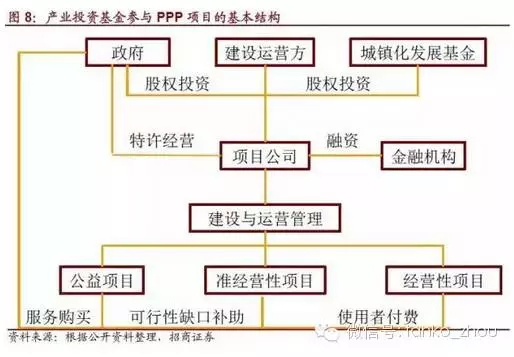 图 8：产业投资基金参与 PPP 项目的基本结构
政府
建设运营方
城镇化发展基金
股权投资
股权投资
特许经营
融资
项目公司
金融机构
建设与运营管理
公益项目
准经营性项目
经营性项目
服务购买
可行性缺口补助
使用者付费
资料来源：根据公开资料整理，招商证券
微信号: Tanko_zhou